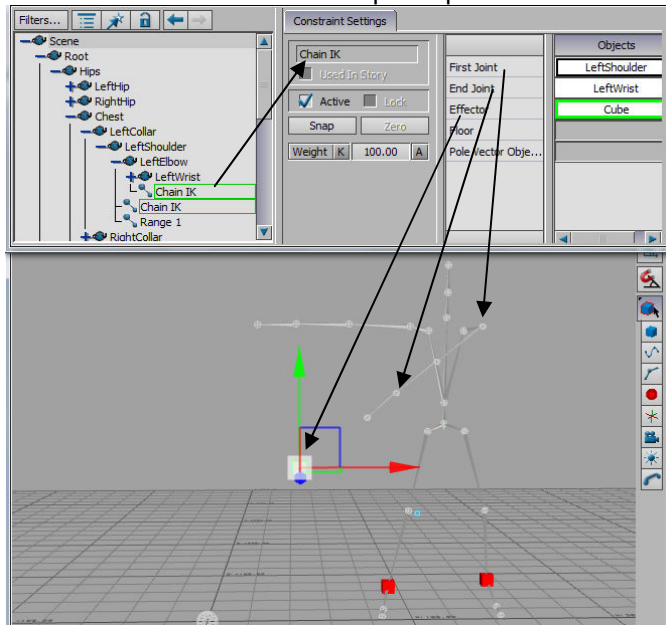 Filters...
Scene
Root
Hips
LeftHip
RightHip
Chest
LeftCollar
LeftShoulder
LeftElbow
LeftWrist
Chain IK
Chain IK
Range 1
RightCollar
Constraint Settings
Chain IK
Used In Story
Active Lock
Snap Zero
Weight K 100.00 A
Objects
First Joint LeftShoulder
End Joint LeftWrist
Effector Cube
Floor
Pole Vector Obje...